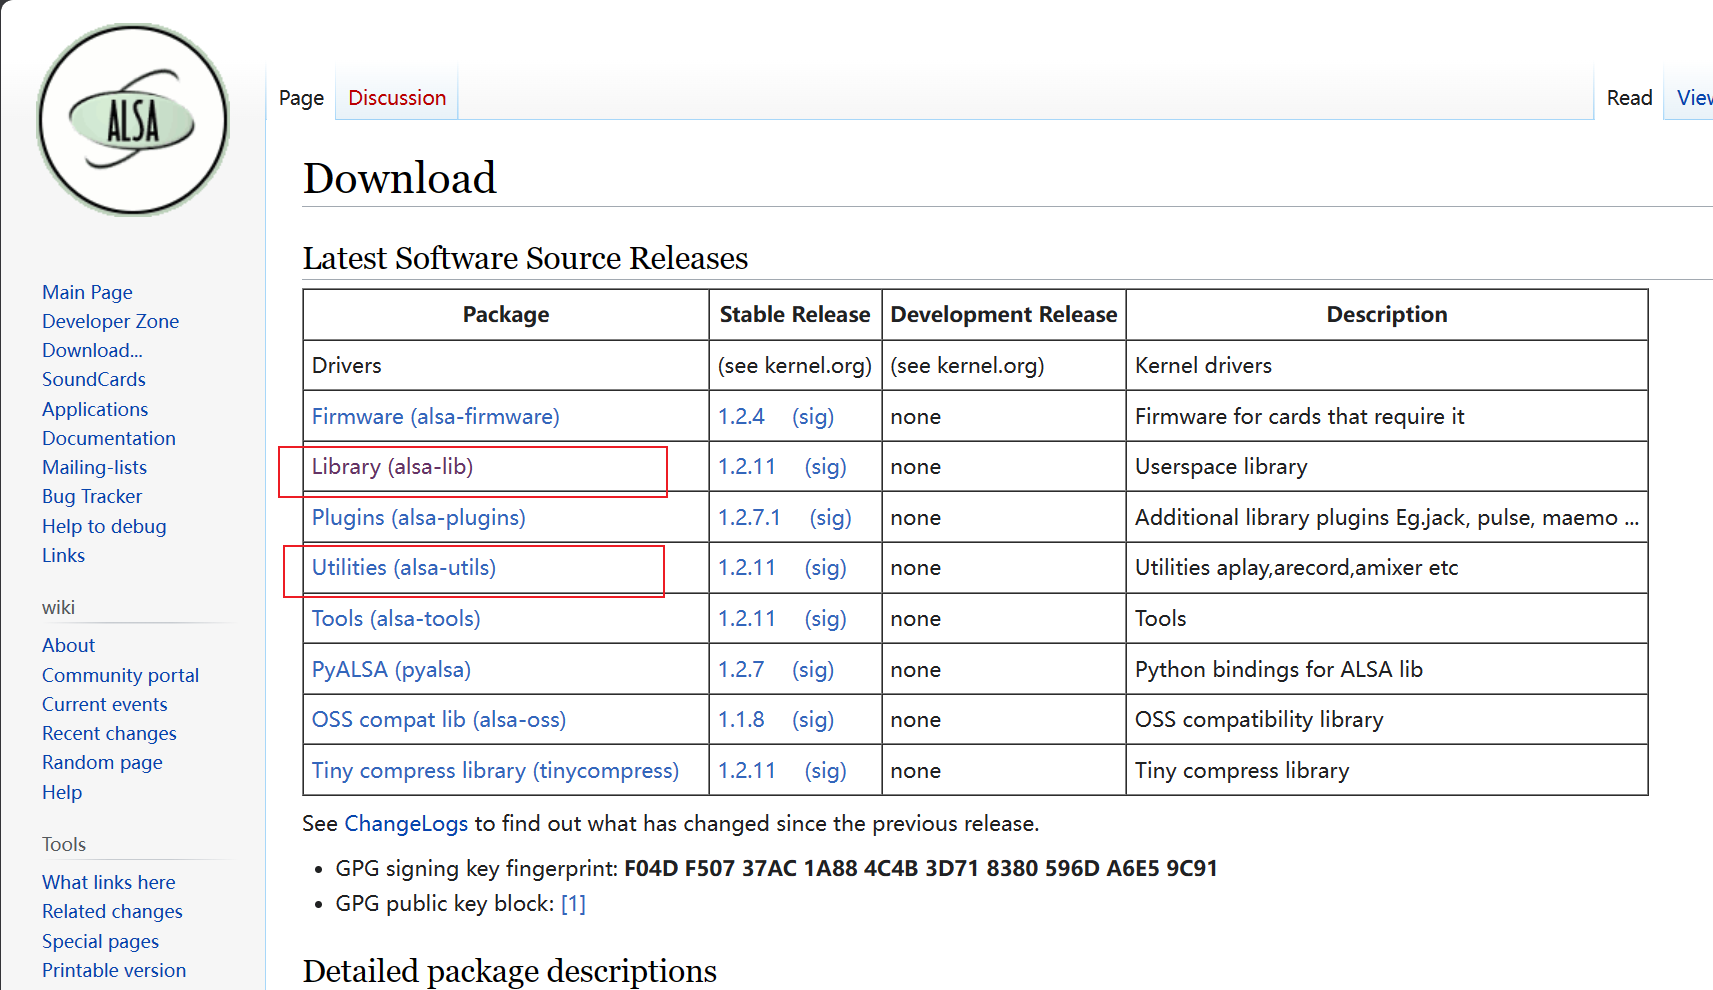 ALSA
Page
Discussion
Read
Download
Latest Software Source Releases
Package Stable Release Development Release Description
Drivers (see kernel.org) (see kernel.org) Kernel drivers
Firmware (alsa-firmware) 1.2.4 (sig) none Firmware for cards that require it
Library (alsa-lib) 1.2.11 (sig) none Userspace library
Plugins (alsa-plugins) 1.2.7.1 (sig) none Additional library plugins Eg.jack, pulse, maemo ...
Utilities (alsa-utils) 1.2.11 (sig) none Utilities aplay,arecord,amixer etc
Tools (alsa-tools) 1.2.11 (sig) none Tools
PyALSA (pyalsa) 1.2.7 (sig) none Python bindings for ALSA lib
OSS compat lib (alsa-oss) 1.1.8 (sig) none OSS compatibility library
Tiny compress library (tinycompress) 1.2.11 (sig) none Tiny compress library
See ChangeLogs to find out what has changed since the previous release.
• GPG signing key fingerprint: F04D F507 37AC 1A88 4C4B 3D71 8380 596D A6E5 9C91
• GPG public key block: [1]
Detailed package descriptions
Main Page
Developer Zone
Download...
SoundCards
Applications
Documentation
Mailing-lists
Bug Tracker
Help to debug
Links
wiki
About
Community portal
Current events
Recent changes
Random page
Help
Tools
What links here
Related changes
Special pages
Printable version